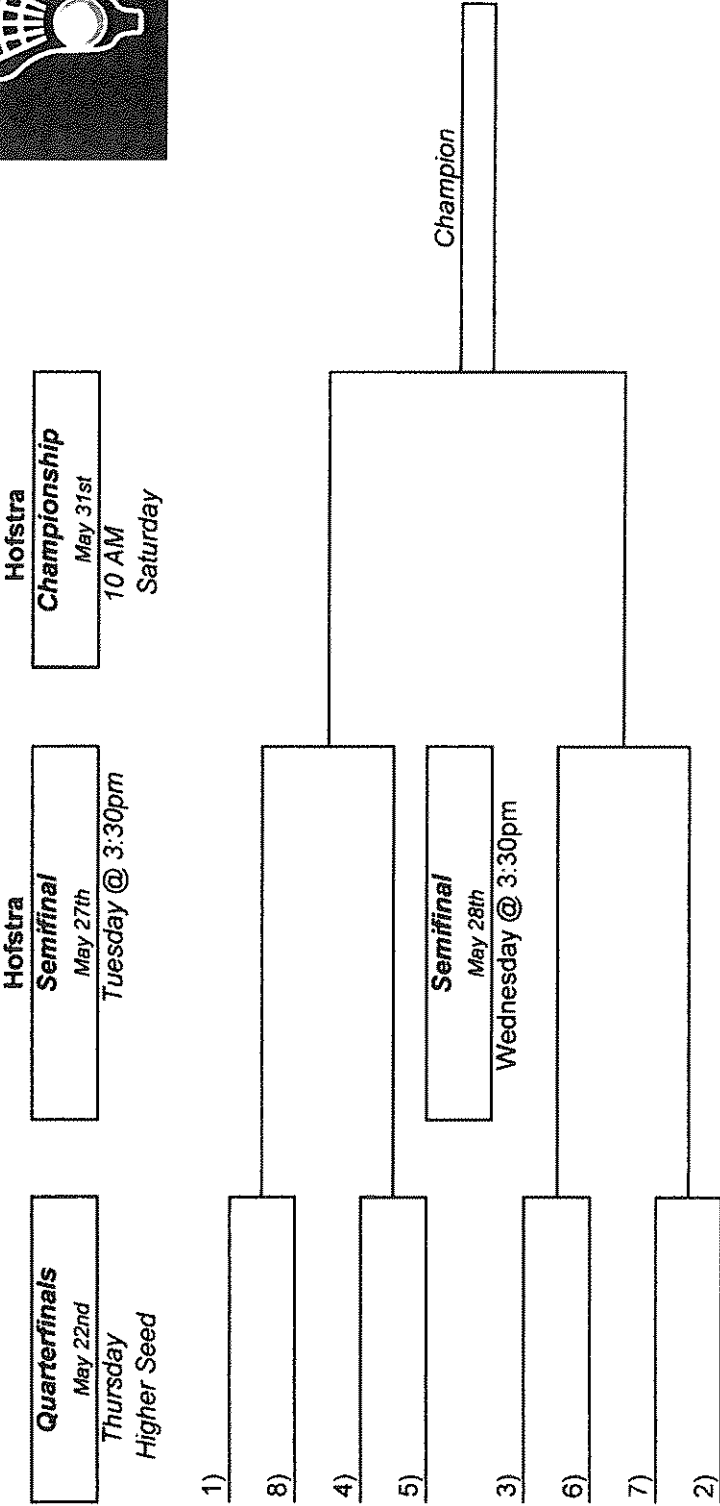 Quarterfinals
May 22nd
Thursday
Higher Seed
Hofstra
Semifinal
May 27th
Tuesday @ 3:30pm
Hofstra
Championship
May 31st
10 AM
Saturday
1)
8)
4)
5)
3)
6)
7)
2)
Semifinal
May 28th
Wednesday @ 3:30pm
Champion